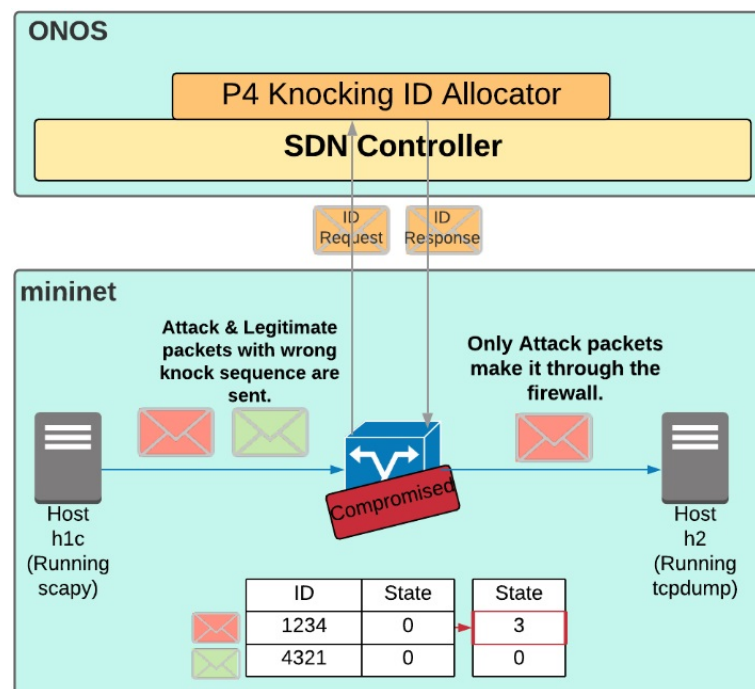 ONOS
P4 Knocking ID Allocator
SDN Controller
ID
Request
ID
Response
mininet
Attack & Legitimate
packets with wrong
knock sequence are
sent.
Only Attack packets
make it through the
firewall.
Compromised
Host
h1c
(Running
scapy)
Host
h2
(Running
tcpdump)
ID State State
1234 0 3
4321 0 0